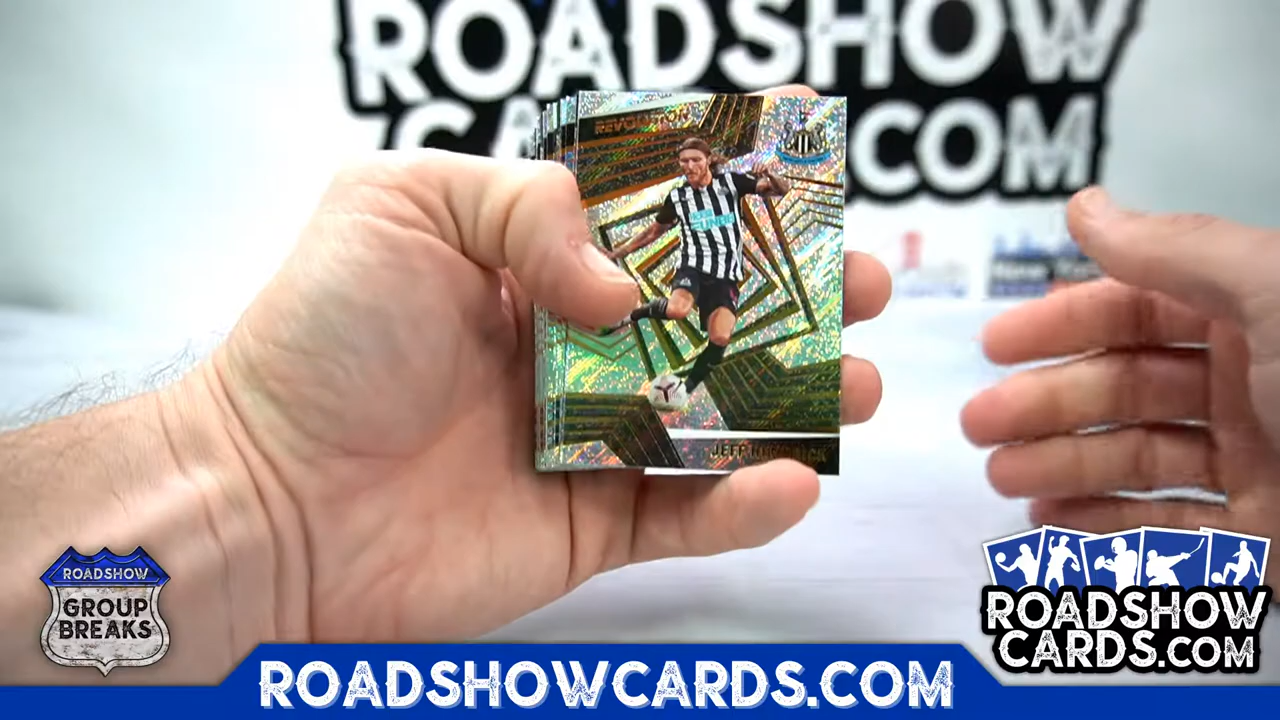 ROADSHOW
CARDS.COM
REVOLUTION
JEFF HENDRICK
ROADSHOW
GROUP
BREAKS
ROADSHOW
CARDS.COM
ROADSHOWCARDS.COM